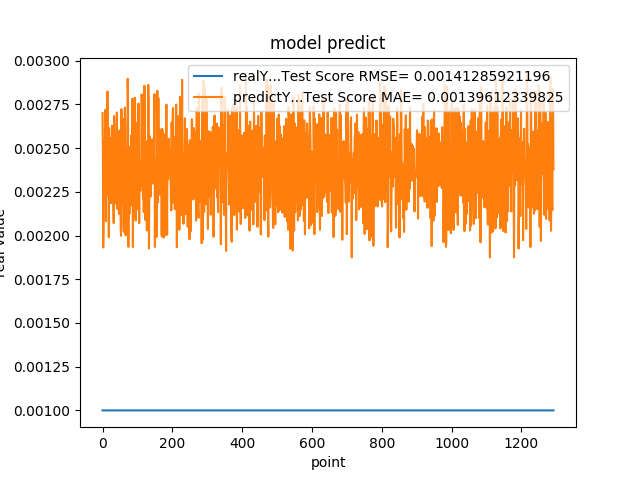 model predict
realY...Test Score RMSE= 0.00141285921196
predictY...Test Score MAE= 0.00139612339825
0.00300
0.00275
0.00250
0.00225
0.00200
0.00175
0.00150
0.00125
0.00100
real value
0 200 400 600 800 1000 1200
point